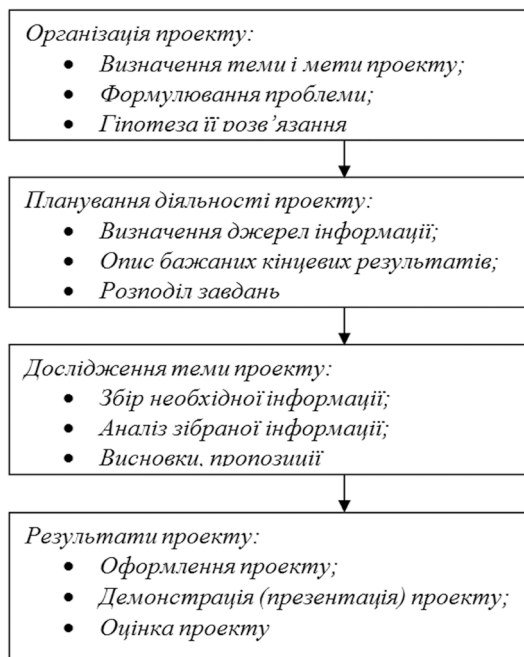 Організація проекту:
• Визначення теми і мети проекту;
• Формулювання проблеми;
• Гіпотеза її розв’язання
Планування діяльності проекту:
• Визначення джерел інформації;
• Опис бажаних кінцевих результатів;
• Розподіл завдань
Дослідження теми проекту:
• Збір необхідної інформації;
• Аналіз зібраної інформації;
• Висновки, пропозиції
Результати проекту:
• Оформлення проекту;
• Демонстрація (презентація) проекту;
• Оцінка проекту